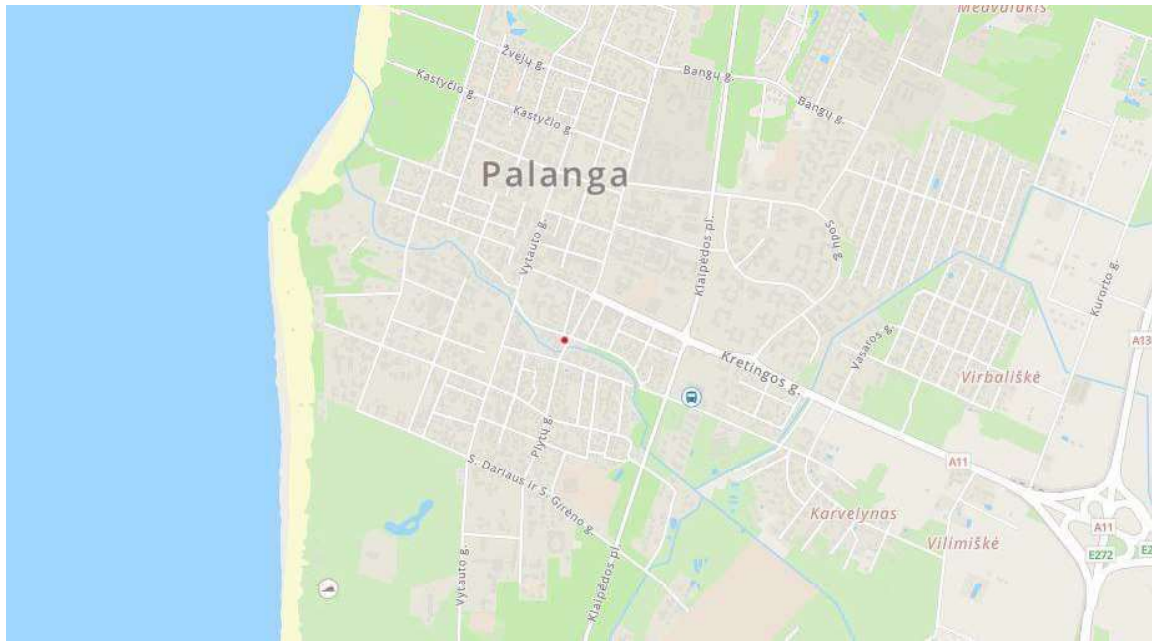 Medvalakis
Žvejų g.
Bangų g.
Kastyčio g.
Bangų g.
Kastyčio g.
Palanga
Sodų g.
Klaipėdos pl.
Vytauto g.
Kurorto g.
A13
Vasaros g.
Kretingos g.
Virbališkė
Plytų g.
A11
S. Dariaus ir S. Girėno g.
Karvelynas
A11
Vilimiškė
E272
Vytauto g.
Klaipėdos pl.